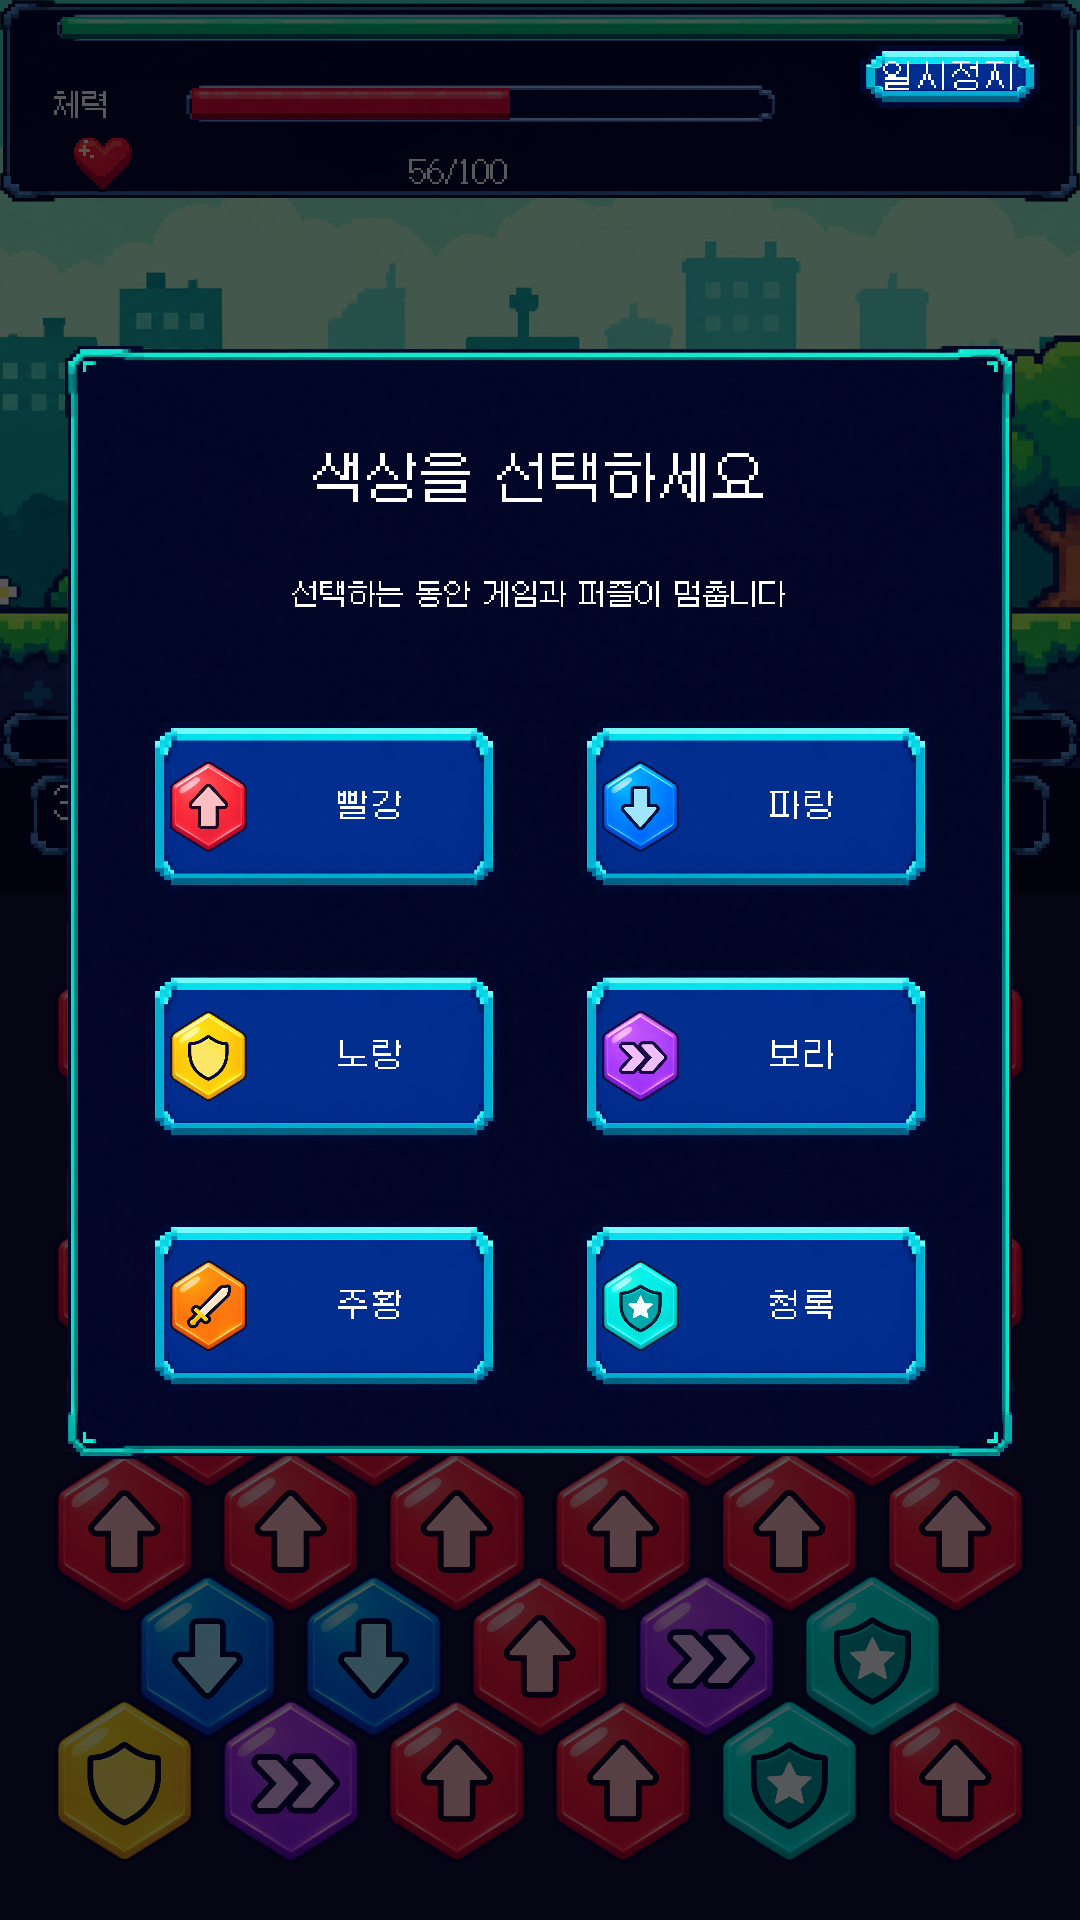 일시정지
체력
56/100
색상을 선택하세요
선택하는 동안 게임과 퍼즐이 멈춥니다
빨강
파랑
노랑
보라
주황
청록